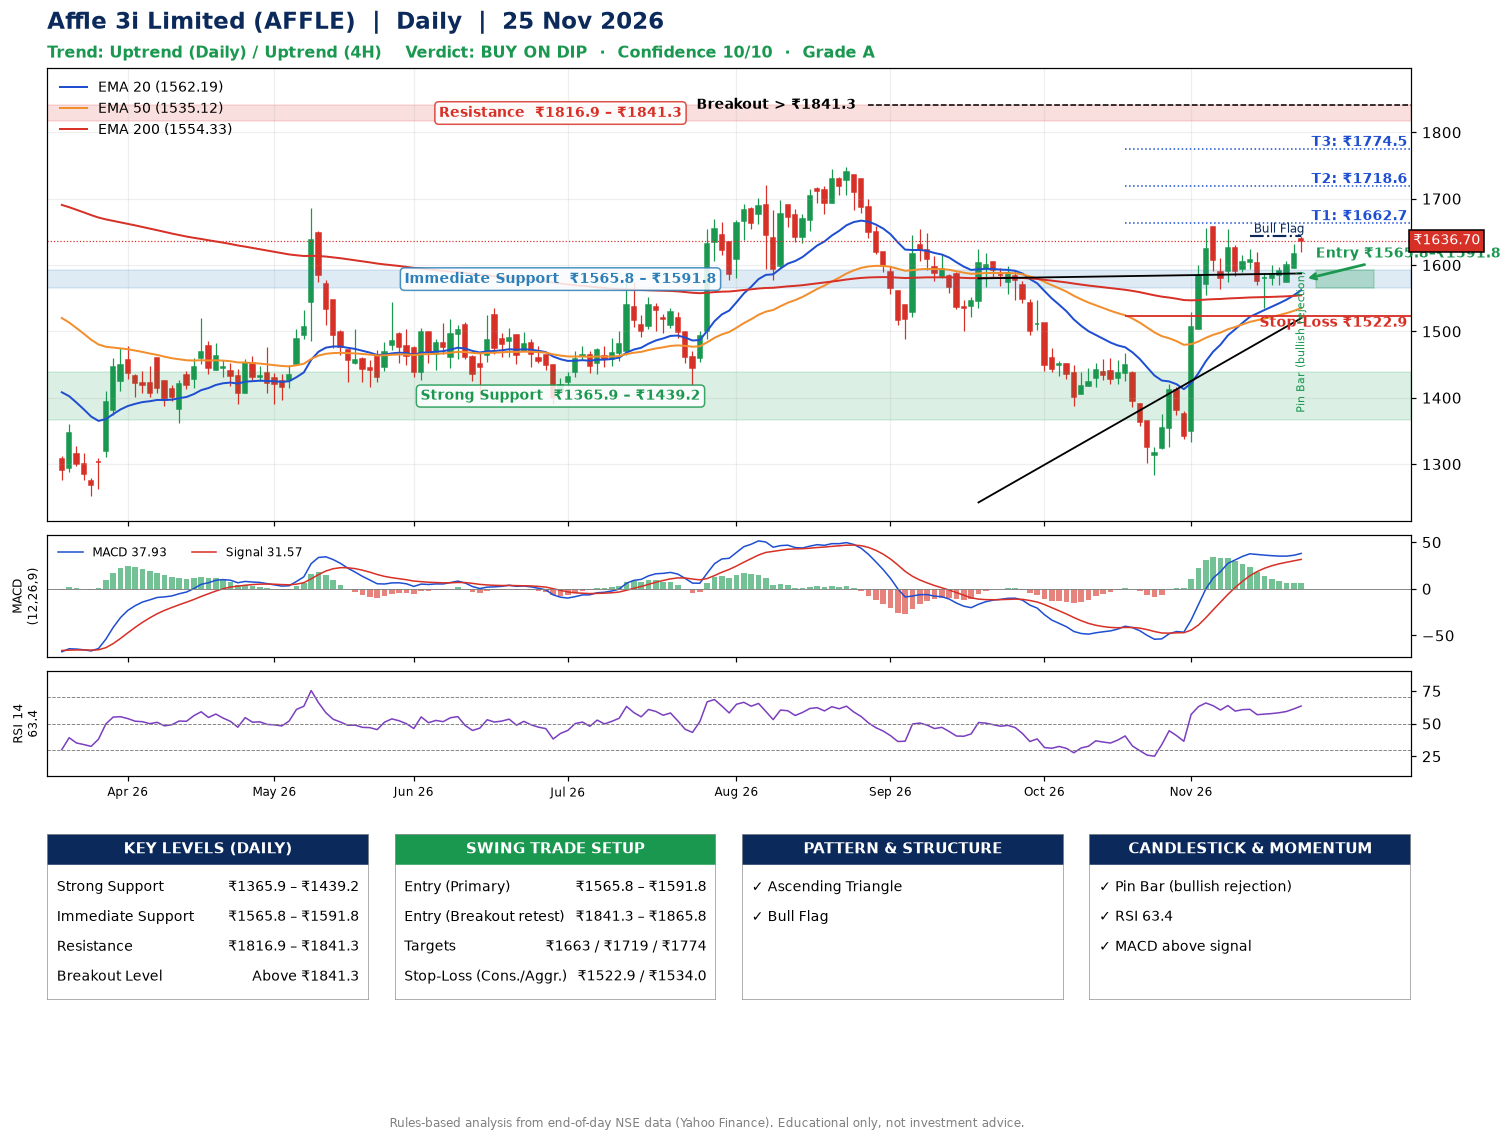 Affle 3i Limited (AFFLE) | Daily | 25 Nov 2026
Trend: Uptrend (Daily) / Uptrend (4H) Verdict: BUY ON DIP · Confidence 10/10 · Grade A
EMA 20 (1562.19)
EMA 50 (1535.12)
EMA 200 (1554.33)
Resistance ₹1816.9 – ₹1841.3
Breakout > ₹1841.3
T3: ₹1774.5
T2: ₹1718.6
T1: ₹1662.7
Bull Flag
₹1636.70
Entry ₹1565.8–₹1591.8
Immediate Support ₹1565.8 – ₹1591.8
Stop-Loss ₹1522.9
Pin Bar (bullish rejection)
Strong Support ₹1365.9 – ₹1439.2
1800
1700
1600
1500
1400
1300
MACD 37.93
Signal 31.57
MACD
(12,26,9)
50
0
−50
RSI 14
63.4
75
50
25
Apr 26
May 26
Jun 26
Jul 26
Aug 26
Sep 26
Oct 26
Nov 26
KEY LEVELS (DAILY)
Strong Support ₹1365.9 – ₹1439.2
Immediate Support ₹1565.8 – ₹1591.8
Resistance ₹1816.9 – ₹1841.3
Breakout Level Above ₹1841.3
SWING TRADE SETUP
Entry (Primary) ₹1565.8 – ₹1591.8
Entry (Breakout retest) ₹1841.3 – ₹1865.8
Targets ₹1663 / ₹1719 / ₹1774
Stop-Loss (Cons./Aggr.) ₹1522.9 / ₹1534.0
PATTERN & STRUCTURE
✓ Ascending Triangle
✓ Bull Flag
CANDLESTICK & MOMENTUM
✓ Pin Bar (bullish rejection)
✓ RSI 63.4
✓ MACD above signal
Rules-based analysis from end-of-day NSE data (Yahoo Finance). Educational only, not investment advice.